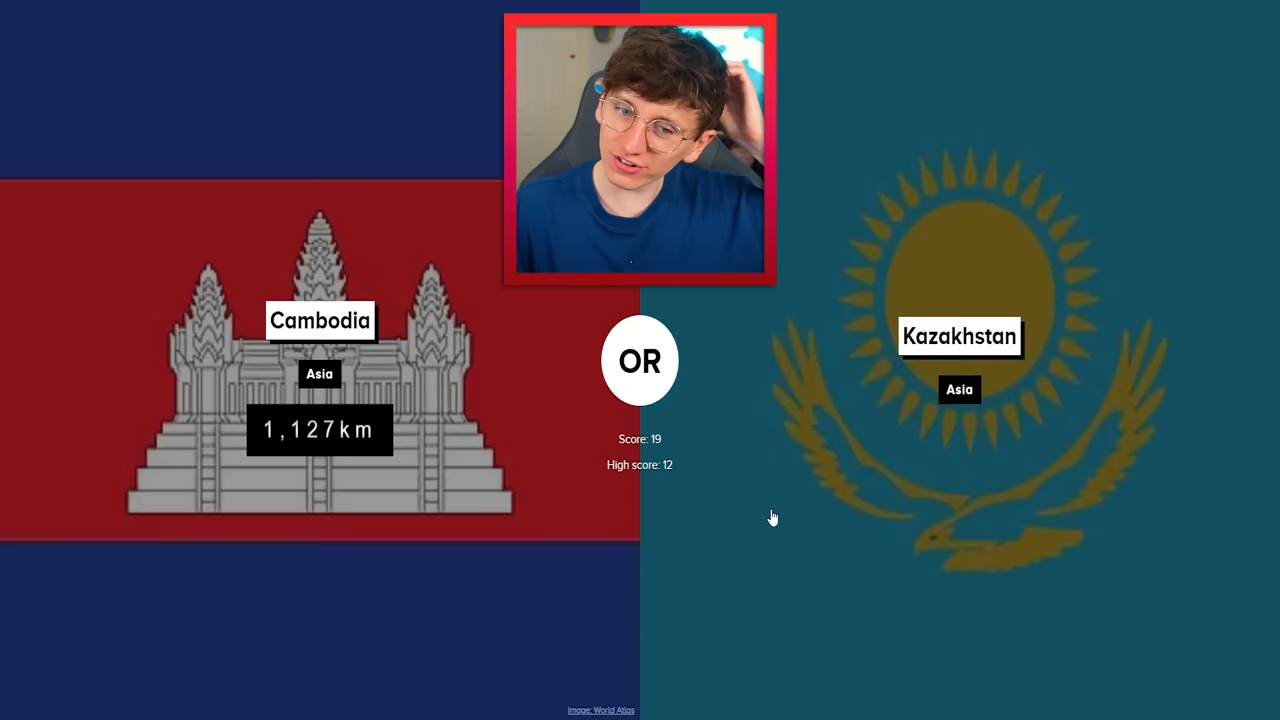 Cambodia
Asia
1,127km
OR
Score: 19
High score: 12
Kazakhstan
Asia
Image: World Atlas